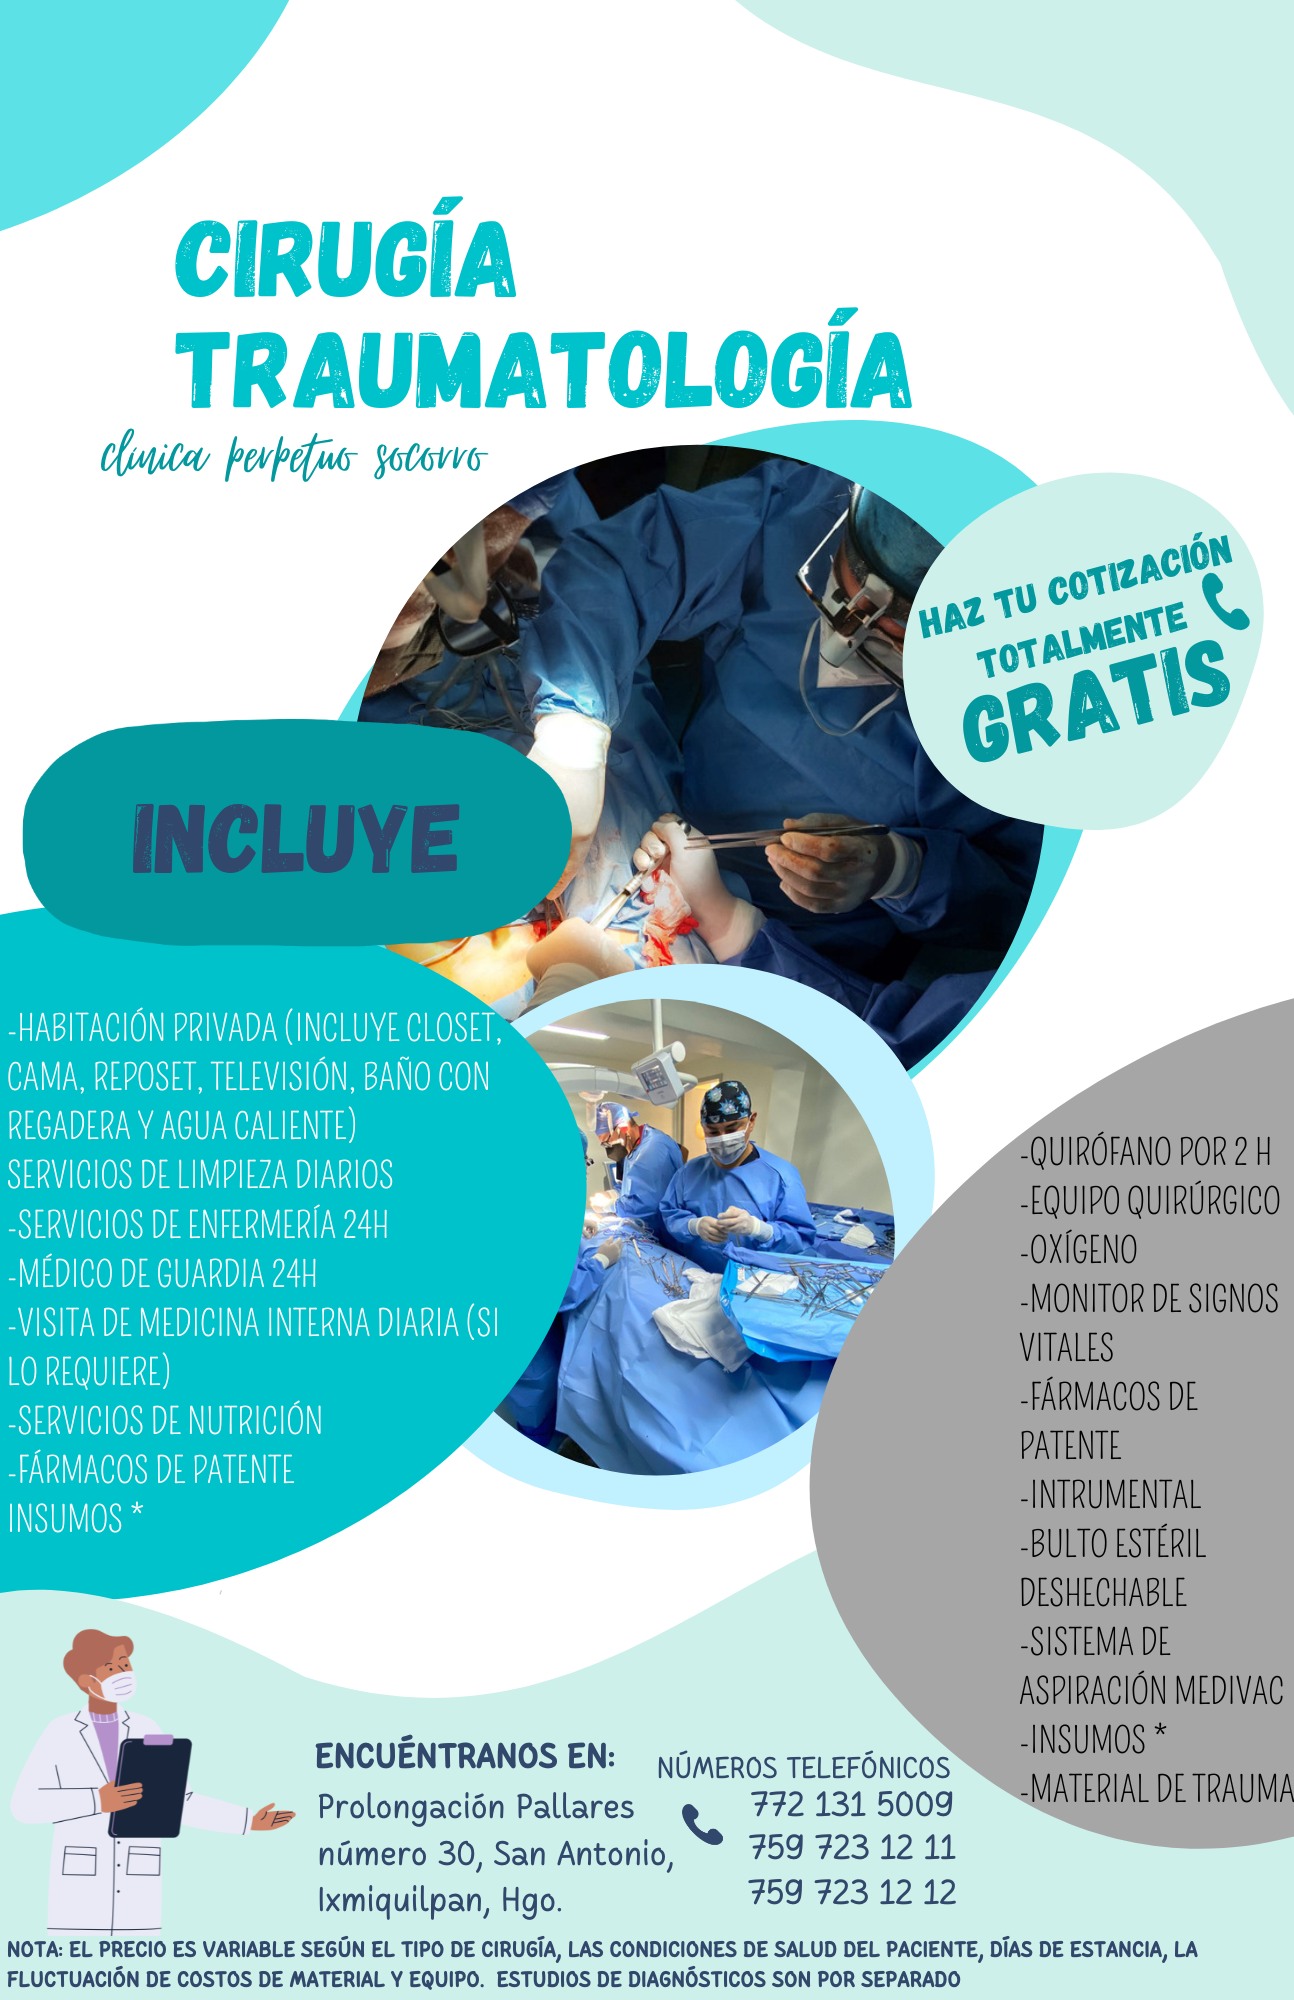 CIRUGÍA
TRAUMATOLOGÍA
clínica perpetuo socorro
HAZ TU COTIZACIÓN
TOTALMENTE
GRATIS
INCLUYE
-HABITACIÓN PRIVADA (INCLUYE CLOSET,
CAMA, REPOSET, TELEVISIÓN, BAÑO CON
REGADERA Y AGUA CALIENTE)
SERVICIOS DE LIMPIEZA DIARIOS
-SERVICIOS DE ENFERMERÍA 24H
-MÉDICO DE GUARDIA 24H
-VISITA DE MEDICINA INTERNA DIARIA (SI
LO REQUIERE)
-SERVICIOS DE NUTRICIÓN
-FÁRMACOS DE PATENTE
INSUMOS *
-QUIRÓFANO POR 2 H
-EQUIPO QUIRÚRGICO
-OXÍGENO
-MONITOR DE SIGNOS
VITALES
-FÁRMACOS DE
PATENTE
-INTRUMENTAL
-BULTO ESTÉRIL
DESHECHABLE
-SISTEMA DE
ASPIRACIÓN MEDIVAC
-INSUMOS *
-MATERIAL DE TRAUMA
ENCUÉNTRANOS EN:
Prolongación Pallares
número 30, San Antonio,
Ixmiquilpan, Hgo.
NÚMEROS TELEFÓNICOS
772 131 5009
759 723 12 11
759 723 12 12
NOTA: EL PRECIO ES VARIABLE SEGÚN EL TIPO DE CIRUGÍA, LAS CONDICIONES DE SALUD DEL PACIENTE, DÍAS DE ESTANCIA, LA
FLUCTUACIÓN DE COSTOS DE MATERIAL Y EQUIPO. ESTUDIOS DE DIAGNÓSTICOS SON POR SEPARADO